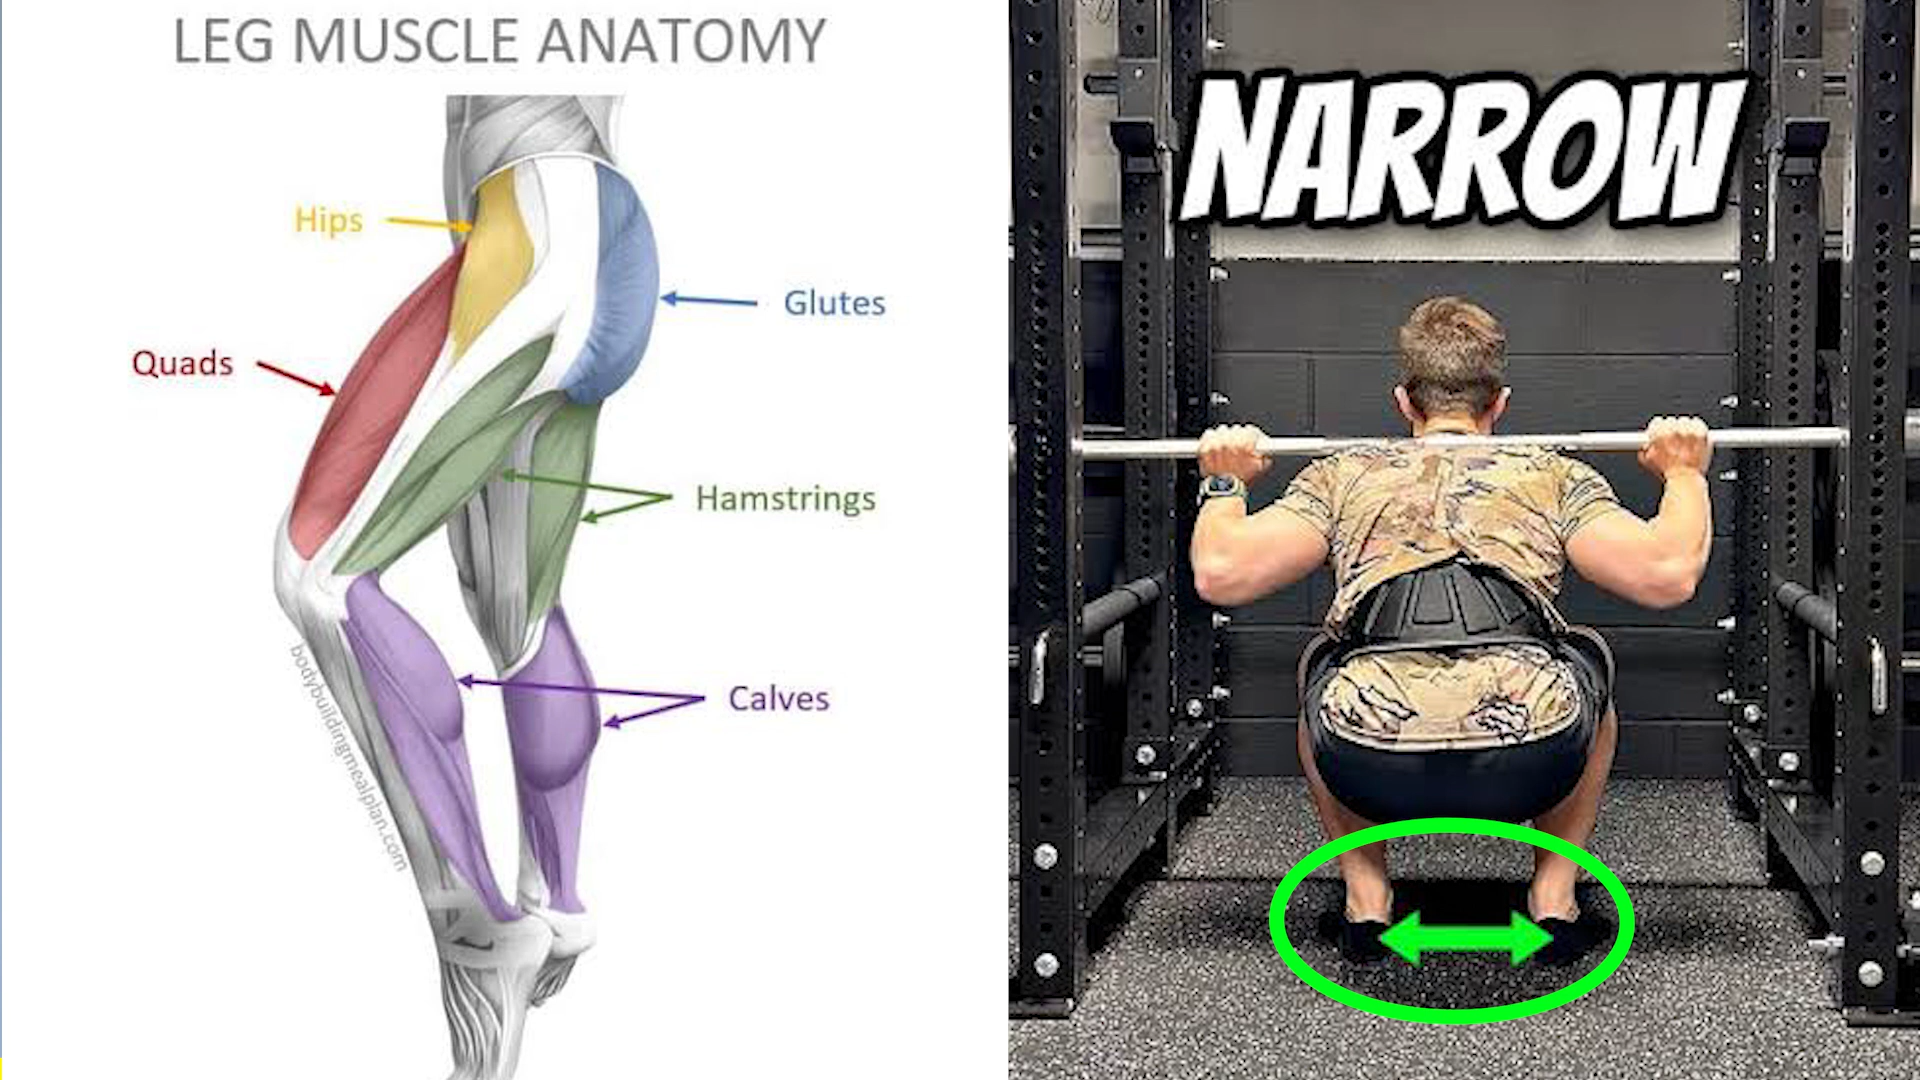 LEG MUSCLE ANATOMY
Hips
Glutes
Quads
Hamstrings
Calves
bodybuildingmealplan.com
NARROW